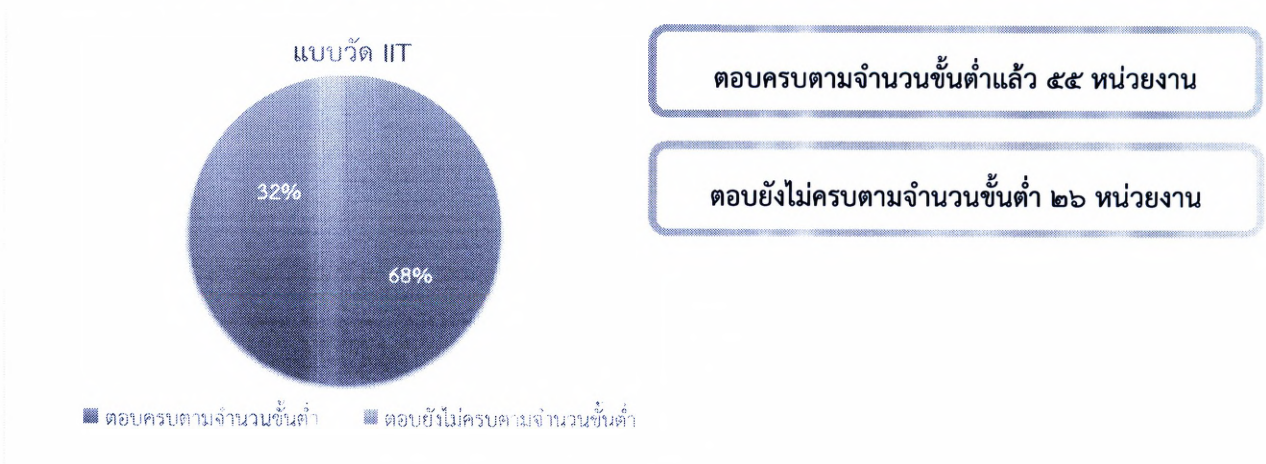 แบบวัด IIT
32%
68%
ตอบครบตามจำนวนขั้นต่ำ
ตอบยังไม่ครบตามจำนวนขั้นต่ำ
ตอบครบตามจำนวนขั้นต่ำแล้ว ๕๕ หน่วยงาน
ตอบยังไม่ครบตามจำนวนขั้นต่ำ ๒๖ หน่วยงาน